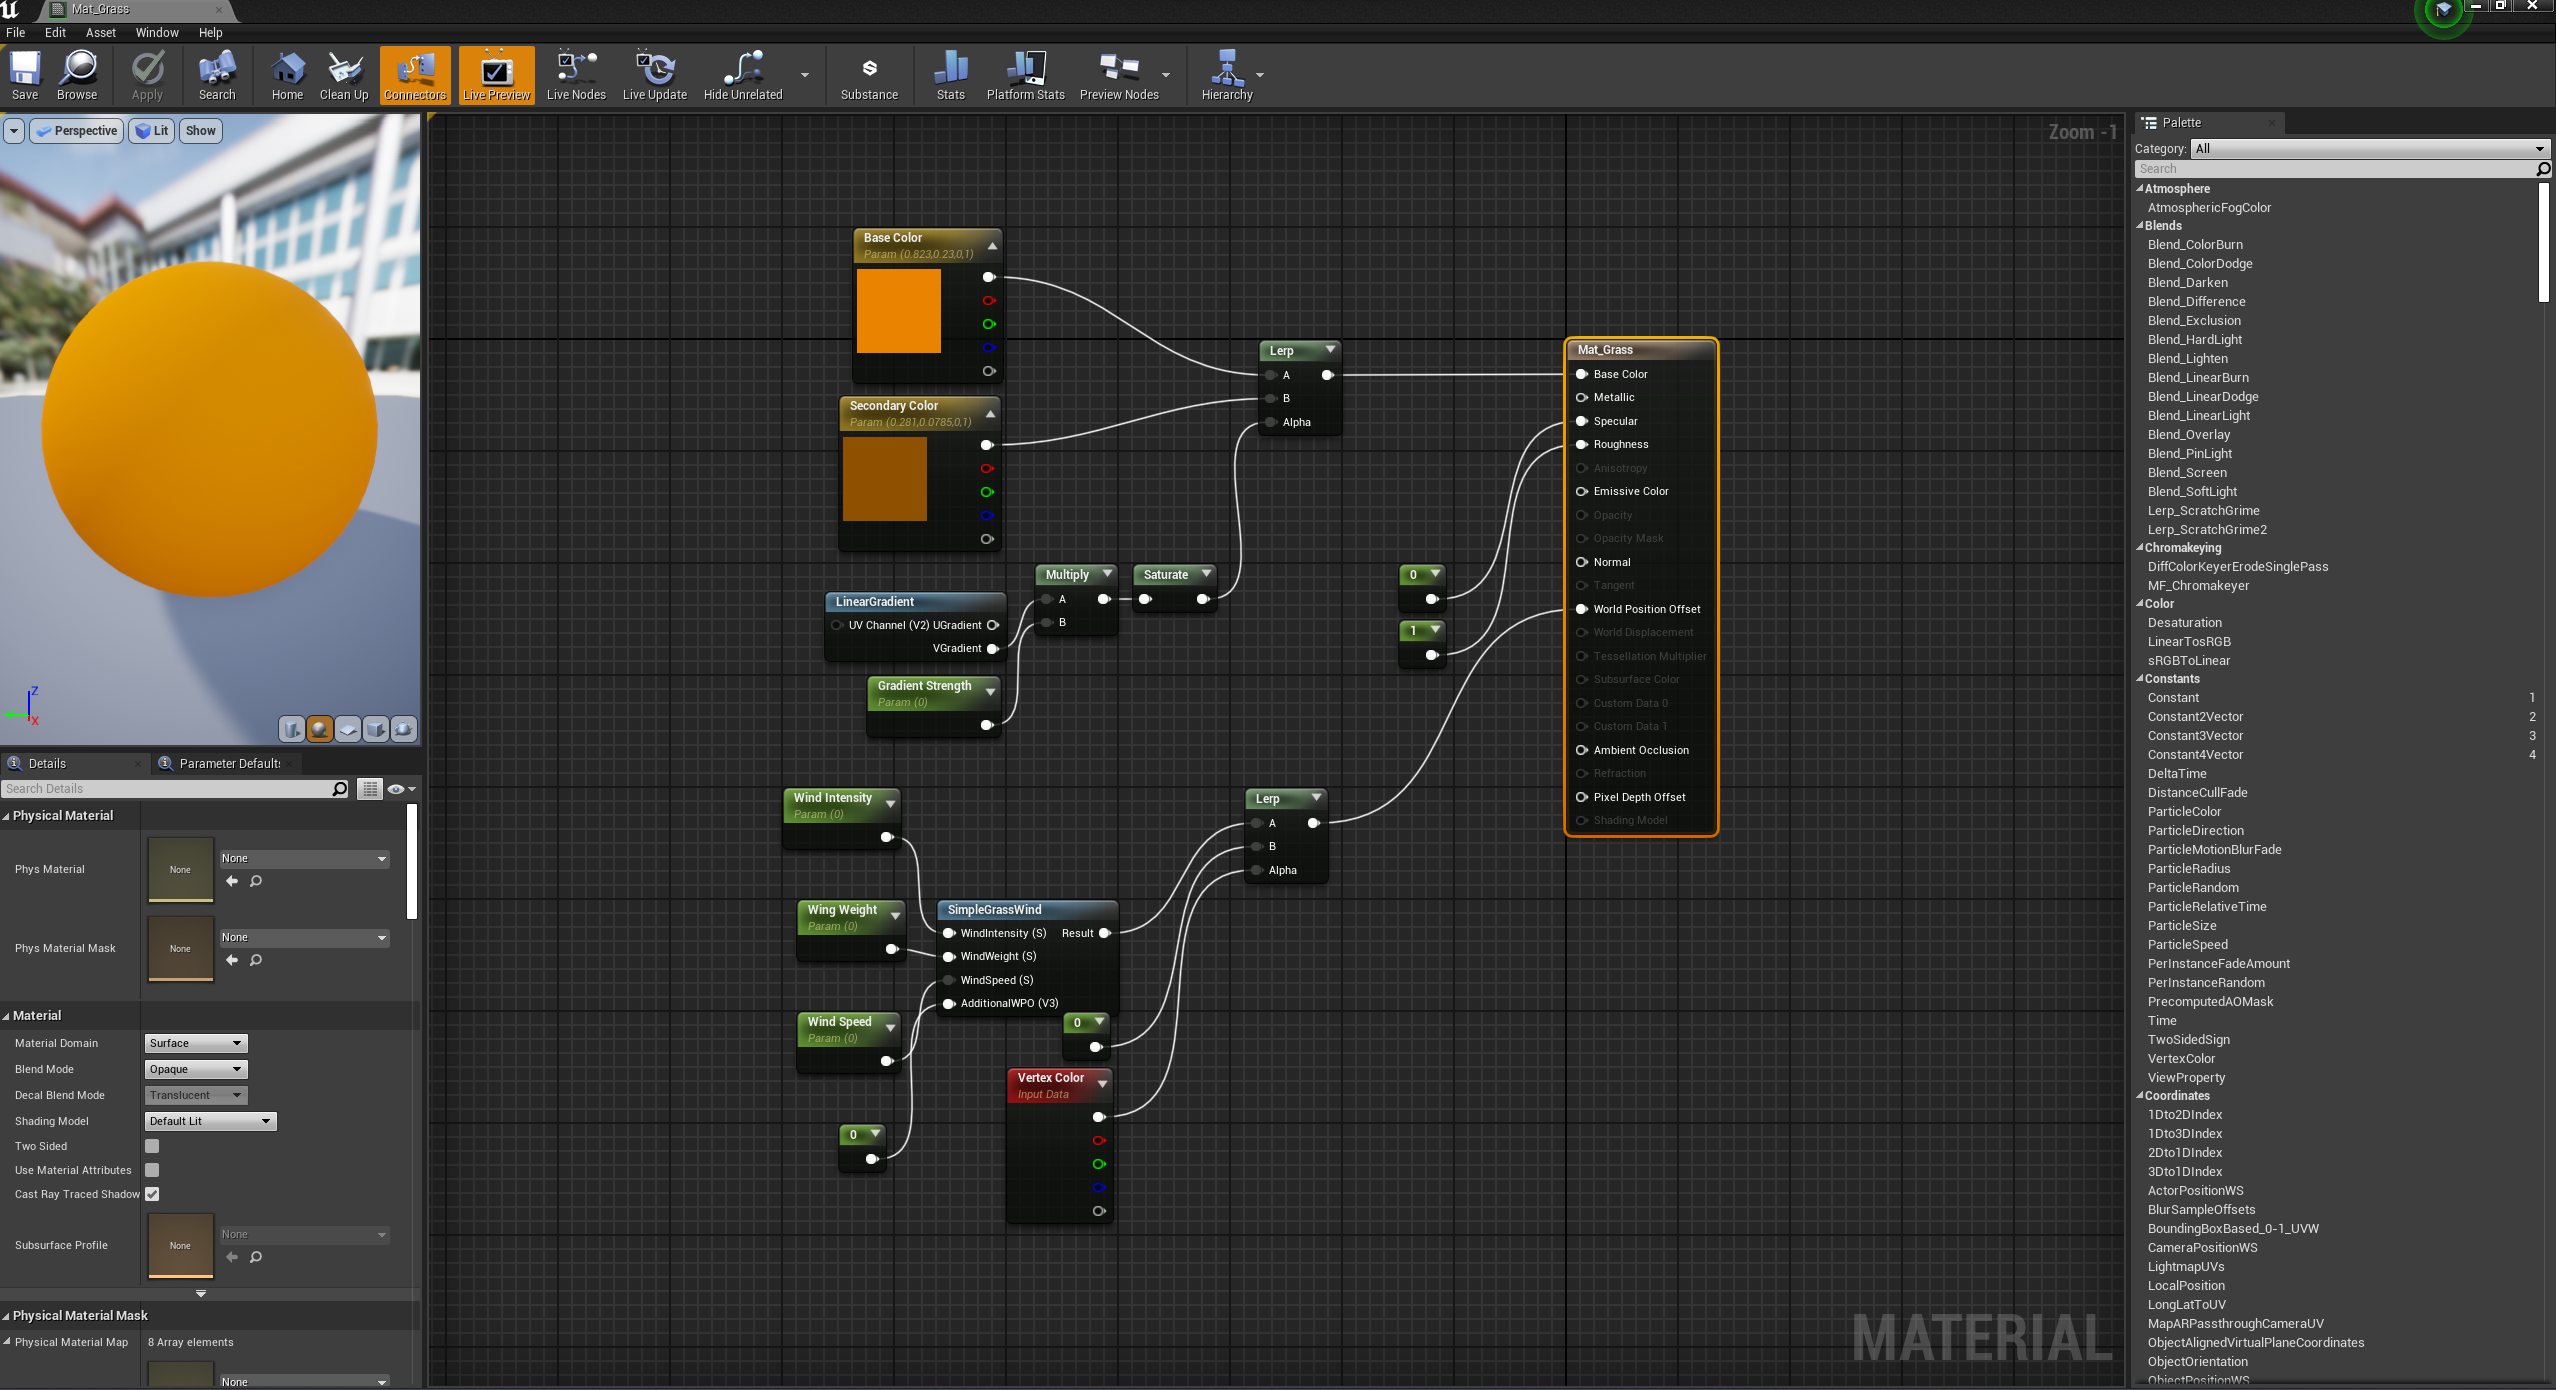 Mat_Grass
File Edit Asset Window Help
Save Browse Apply Search Home Clean Up Connectors Live Preview Live Nodes Live Update Hide Unrelated Substance Stats Platform Stats Preview Nodes Hierarchy
Perspective Lit Show
Z
X
Details Parameter Defaults
Search Details
Physical Material
Phys Material None None
Phys Material Mask None None
Material
Material Domain Surface
Blend Mode Opaque
Decal Blend Mode Translucent
Shading Model Default Lit
Two Sided
Use Material Attributes
Cast Ray Traced Shadow
Subsurface Profile None None
Physical Material Mask
Physical Material Map 8 Array elements
None
Zoom -1
Base Color
Param (0.823,0.23,0,1)
Secondary Color
Param (0.281,0.0785,0,1)
Lerp
A
B
Alpha
LinearGradient
UV Channel (V2) UGradient
VGradient
Multiply
A
B
Saturate
Gradient Strength
Param (0)
0
1
Mat_Grass
Base Color
Metallic
Specular
Roughness
Anisotropy
Emissive Color
Opacity
Opacity Mask
Normal
Tangent
World Position Offset
World Displacement
Tessellation Multiplier
Subsurface Color
Custom Data 0
Custom Data 1
Ambient Occlusion
Refraction
Pixel Depth Offset
Shading Model
Wind Intensity
Param (0)
Wing Weight
Param (0)
Wind Speed
Param (0)
0
SimpleGrassWind
WindIntensity (S) Result
WindWeight (S)
WindSpeed (S)
AdditionalWPO (V3)
0
Vertex Color
Input Data
Lerp
A
B
Alpha
MATERIAL
Palette
Category: All
Search
Atmosphere
AtmosphericFogColor
Blends
Blend_ColorBurn
Blend_ColorDodge
Blend_Darken
Blend_Difference
Blend_Exclusion
Blend_HardLight
Blend_Lighten
Blend_LinearBurn
Blend_LinearDodge
Blend_LinearLight
Blend_Overlay
Blend_PinLight
Blend_Screen
Blend_SoftLight
Lerp_ScratchGrime
Lerp_ScratchGrime2
Chromakeying
DiffColorKeyerErodeSinglePass
MF_Chromakeyer
Color
Desaturation
LinearTosRGB
sRGBToLinear
Constants
Constant 1
Constant2Vector 2
Constant3Vector 3
Constant4Vector 4
DeltaTime
DistanceCullFade
ParticleColor
ParticleDirection
ParticleMotionBlurFade
ParticleRadius
ParticleRandom
ParticleRelativeTime
ParticleSize
ParticleSpeed
PerInstanceFadeAmount
PerInstanceRandom
PrecomputedAOMask
Time
TwoSidedSign
VertexColor
ViewProperty
Coordinates
1Dto2DIndex
1Dto3DIndex
2Dto1DIndex
3Dto1DIndex
ActorPositionWS
BlurSampleOffsets
BoundingBoxBased_0-1_UVW
CameraPositionWS
LightmapUVs
LocalPosition
LongLatToUV
MapARPassthroughCameraUV
ObjectAlignedVirtualPlaneCoordinates
ObjectOrientation
ObjectPositionWS